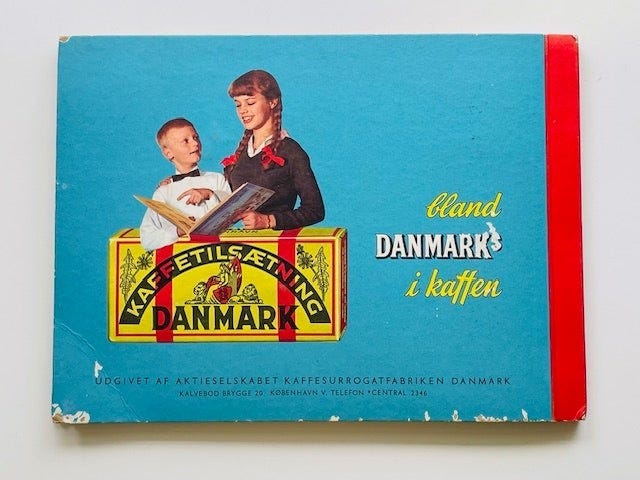 bland
DANMARK's
i kaffen
KAFFETILSÆTNING
DANMARK
UDGIVET AF AKTIESELSKABET KAFFESURROGATFABRIKEN DANMARK
KALVEBOD BRYGGE 20. KØBENHAVN V. TELEFON *CENTRAL 2346